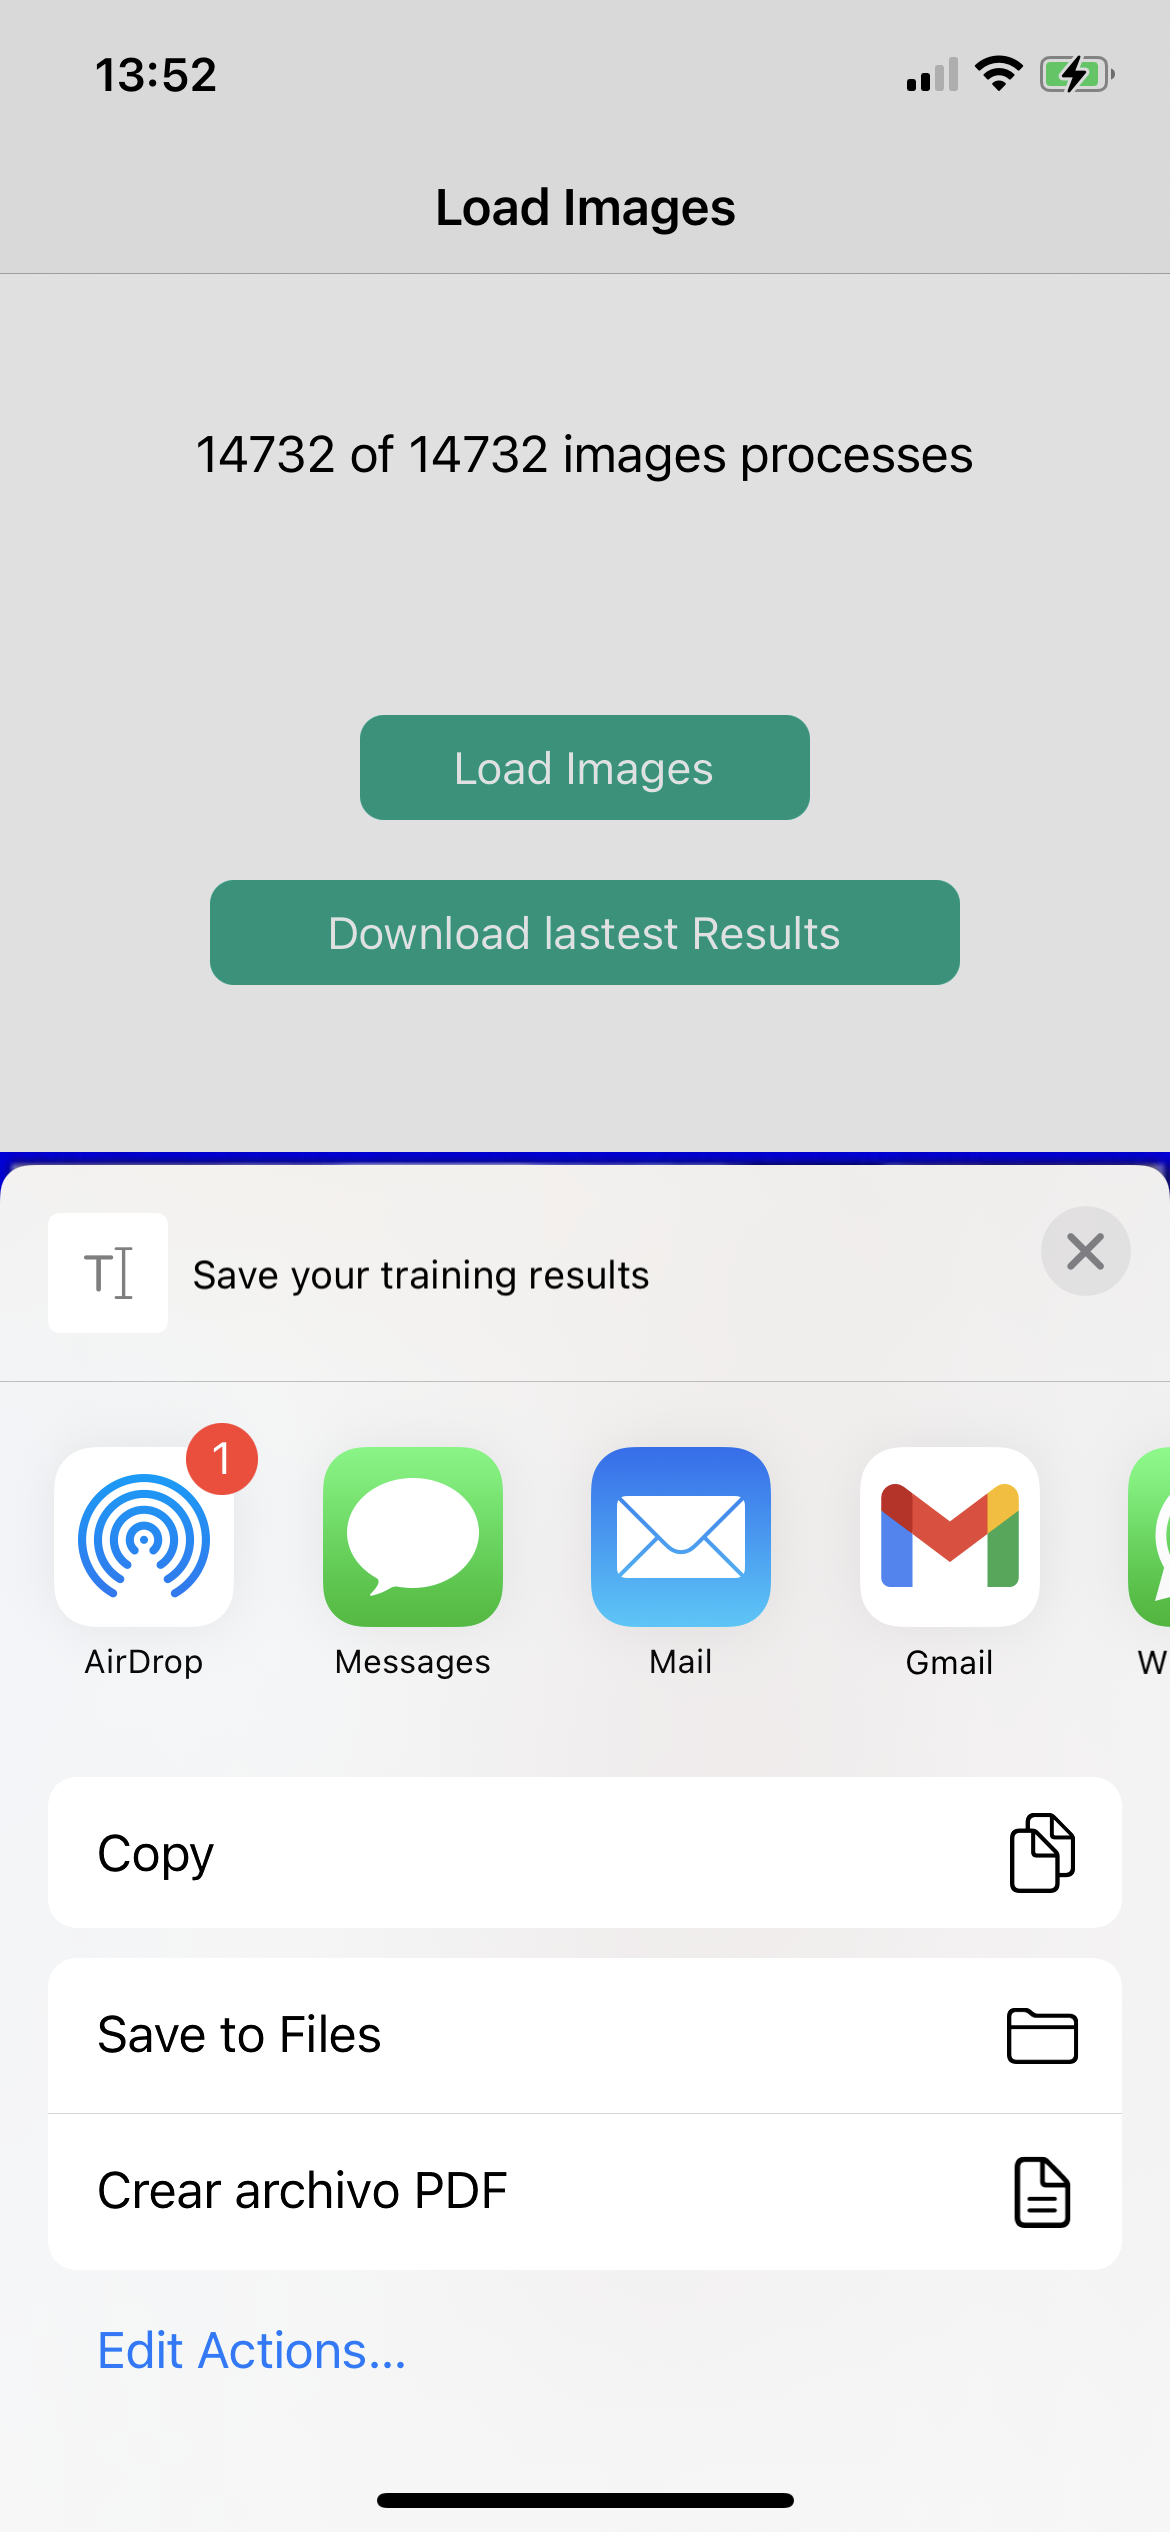 13:52
Load Images
14732 of 14732 images processes
Load Images
Download lastest Results
Save your training results
1
AirDrop
Messages
Mail
Gmail
W
Copy
Save to Files
Crear archivo PDF
Edit Actions...